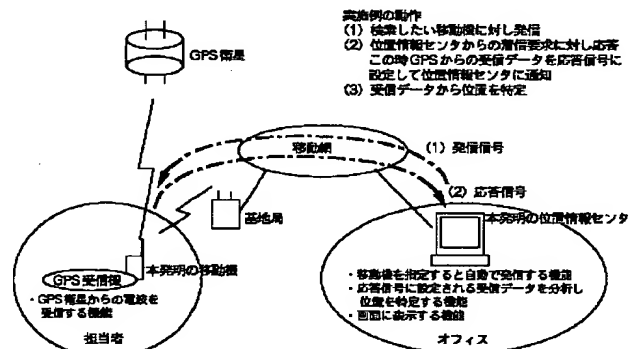 実施例の動作
(1) 検索したい移動機に対し発信
(2) 位置情報センタからの着信要求に対し応答
この時GPSからの受信データを応答信号に
設定して位置情報センタに通知
(3) 受信データから位置を特定
GPS衛星
移動網
(1) 発信信号
(2) 応答信号
基地局
本発明の位置情報センタ
本発明の移動機
GPS受信機
・GPS衛星からの電波を
受信する機能
担当者
・移動機を指定すると自動で発信する機能
・応答信号に設定される受信データを分析し
位置を特定する機能
・画面に表示する機能
オフィス